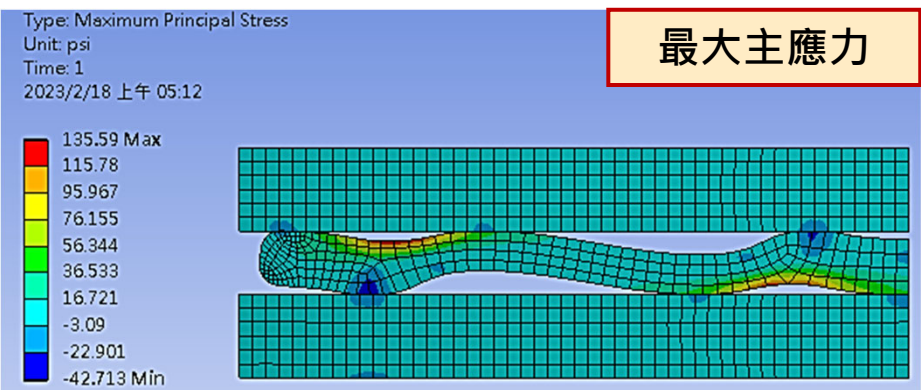 Type: Maximum Principal Stress
Unit: psi
Time: 1
2023/2/18 上午 05:12
最大主應力
135.59 Max
115.78
95.967
76.155
56.344
36.533
16.721
-3.09
-22.901
-42.713 Min